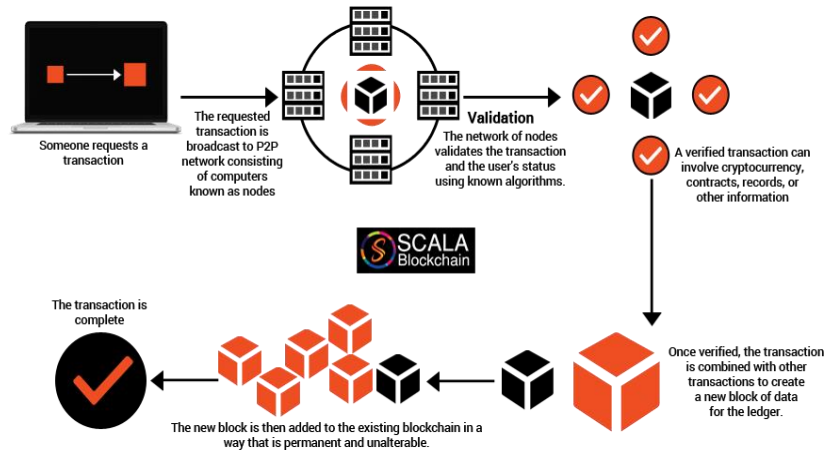 Someone requests a
transaction
The requested
transaction is
broadcast to P2P
network consisting
of computers
known as nodes
Validation
The network of nodes
validates the transaction
and the user's status
using known algorithms.
A verified transaction can
involve cryptocurrency,
contracts, records, or
other information
SCALA
Blockchain
Once verified, the transaction
is combined with other
transactions to create
a new block of data
for the ledger.
The new block is then added to the existing blockchain in a
way that is permanent and unalterable.
The transaction is
complete